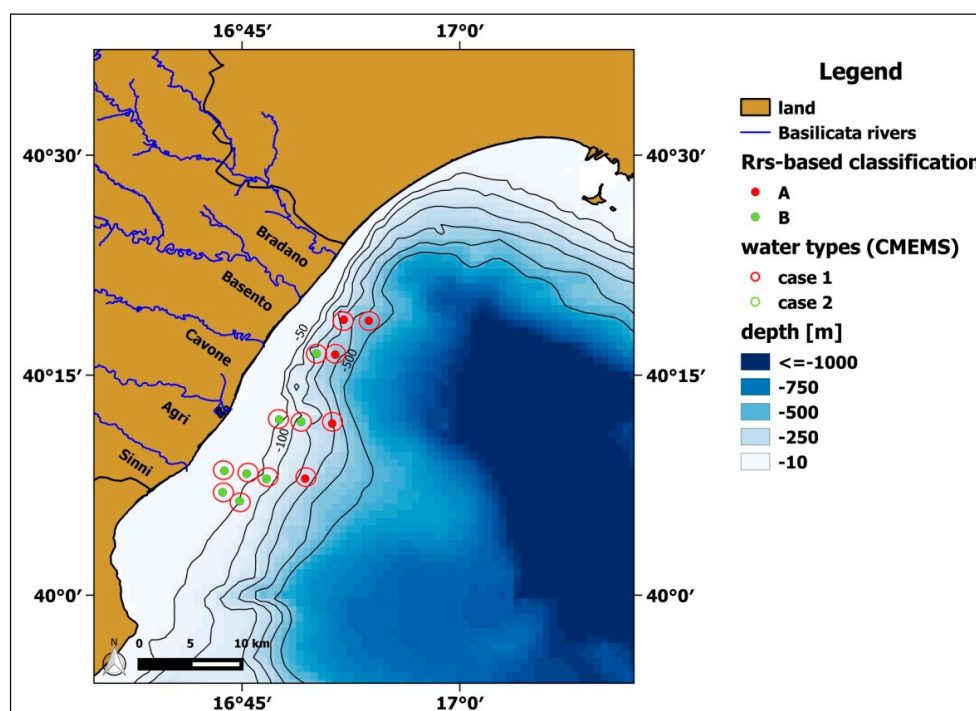 16°45′
17°0′
40°30′
40°30′
40°15′
40°15′
40°0′
40°0′
16°45′
17°0′
Bradano
Basento
Cavone
Agri
Sinni
-50
-500
-100
N
0
5
10 km
Legend
land
Basilicata rivers
Rrs-based classification
A
B
water types (CMEMS)
case 1
case 2
depth [m]
<=-1000
-750
-500
-250
-10